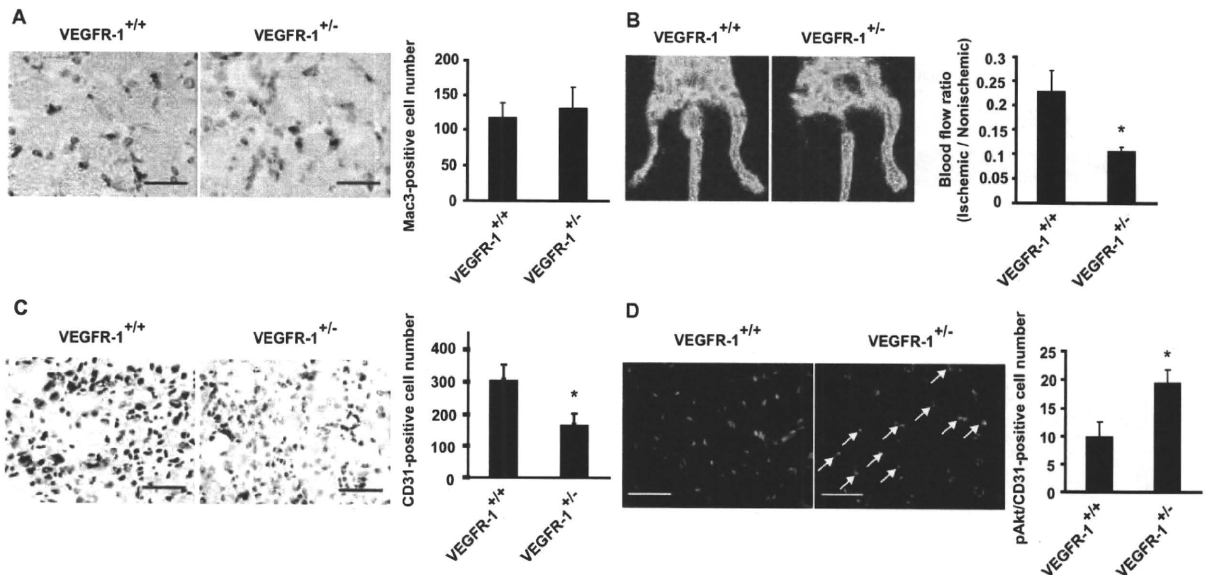 A
VEGFR-1+/+
VEGFR-1+/-
Mac3-positive cell number
200
150
100
50
0
VEGFR-1+/+
VEGFR-1+/-
B
VEGFR-1+/+
VEGFR-1+/-
Blood flow ratio
(Ischemic / Nonischemic)
0.3
0.25
0.2
0.15
0.1
0.05
0
*
VEGFR-1+/+
VEGFR-1+/-
C
VEGFR-1+/+
VEGFR-1+/-
CD31-positive cell number
400
300
200
100
0
*
VEGFR-1+/+
VEGFR-1+/-
D
VEGFR-1+/+
VEGFR-1+/-
pAkt/CD31-positive cell number
25
20
15
10
5
0
*
VEGFR-1+/+
VEGFR-1+/-